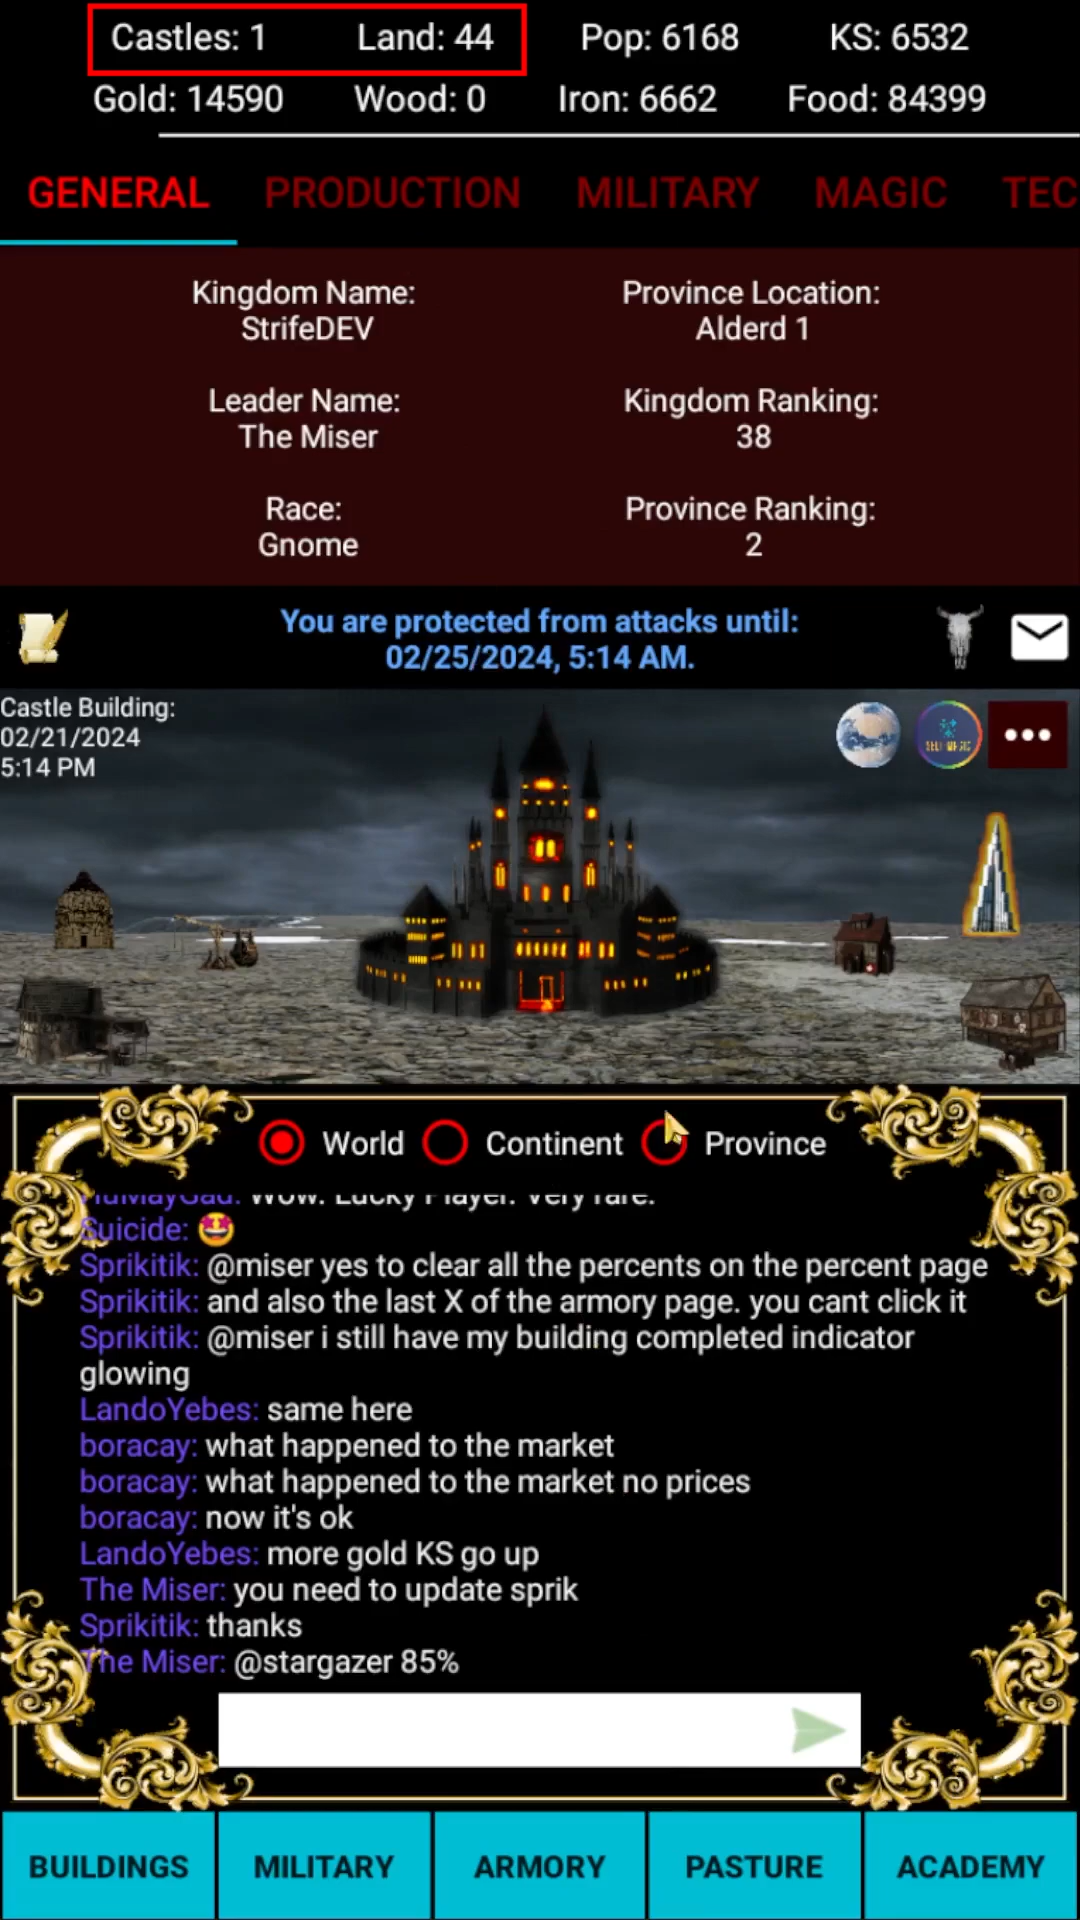 Castles: 1 Land: 44 Pop: 6168 KS: 6532
Gold: 14590 Wood: 0 Iron: 6662 Food: 84399
GENERAL PRODUCTION MILITARY MAGIC TEC
Kingdom Name: Province Location:
StrifeDEV Alderd 1
Leader Name: Kingdom Ranking:
The Miser 38
Race: Province Ranking:
Gnome 2
You are protected from attacks until:
02/25/2024, 5:14 AM.
Castle Building:
02/21/2024
5:14 PM
World Continent Province
Wow. Lucky Player. Very rare.
Suicide: 🤩
Sprikitik: @miser yes to clear all the percents on the percent page
Sprikitik: and also the last X of the armory page. you cant click it
Sprikitik: @miser i still have my building completed indicator
glowing
LandoYebes: same here
boracay: what happened to the market
boracay: what happened to the market no prices
boracay: now it's ok
LandoYebes: more gold KS go up
The Miser: you need to update sprik
Sprikitik: thanks
The Miser: @stargazer 85%
BUILDINGS MILITARY ARMORY PASTURE ACADEMY